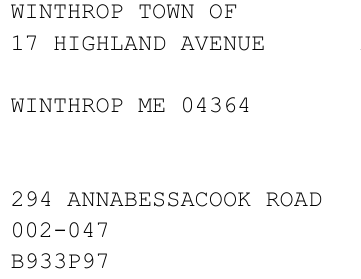 WINTHROP TOWN OF
17 HIGHLAND AVENUE
WINTHROP ME 04364
294 ANNABESSACOOK ROAD
002-047
B933P97